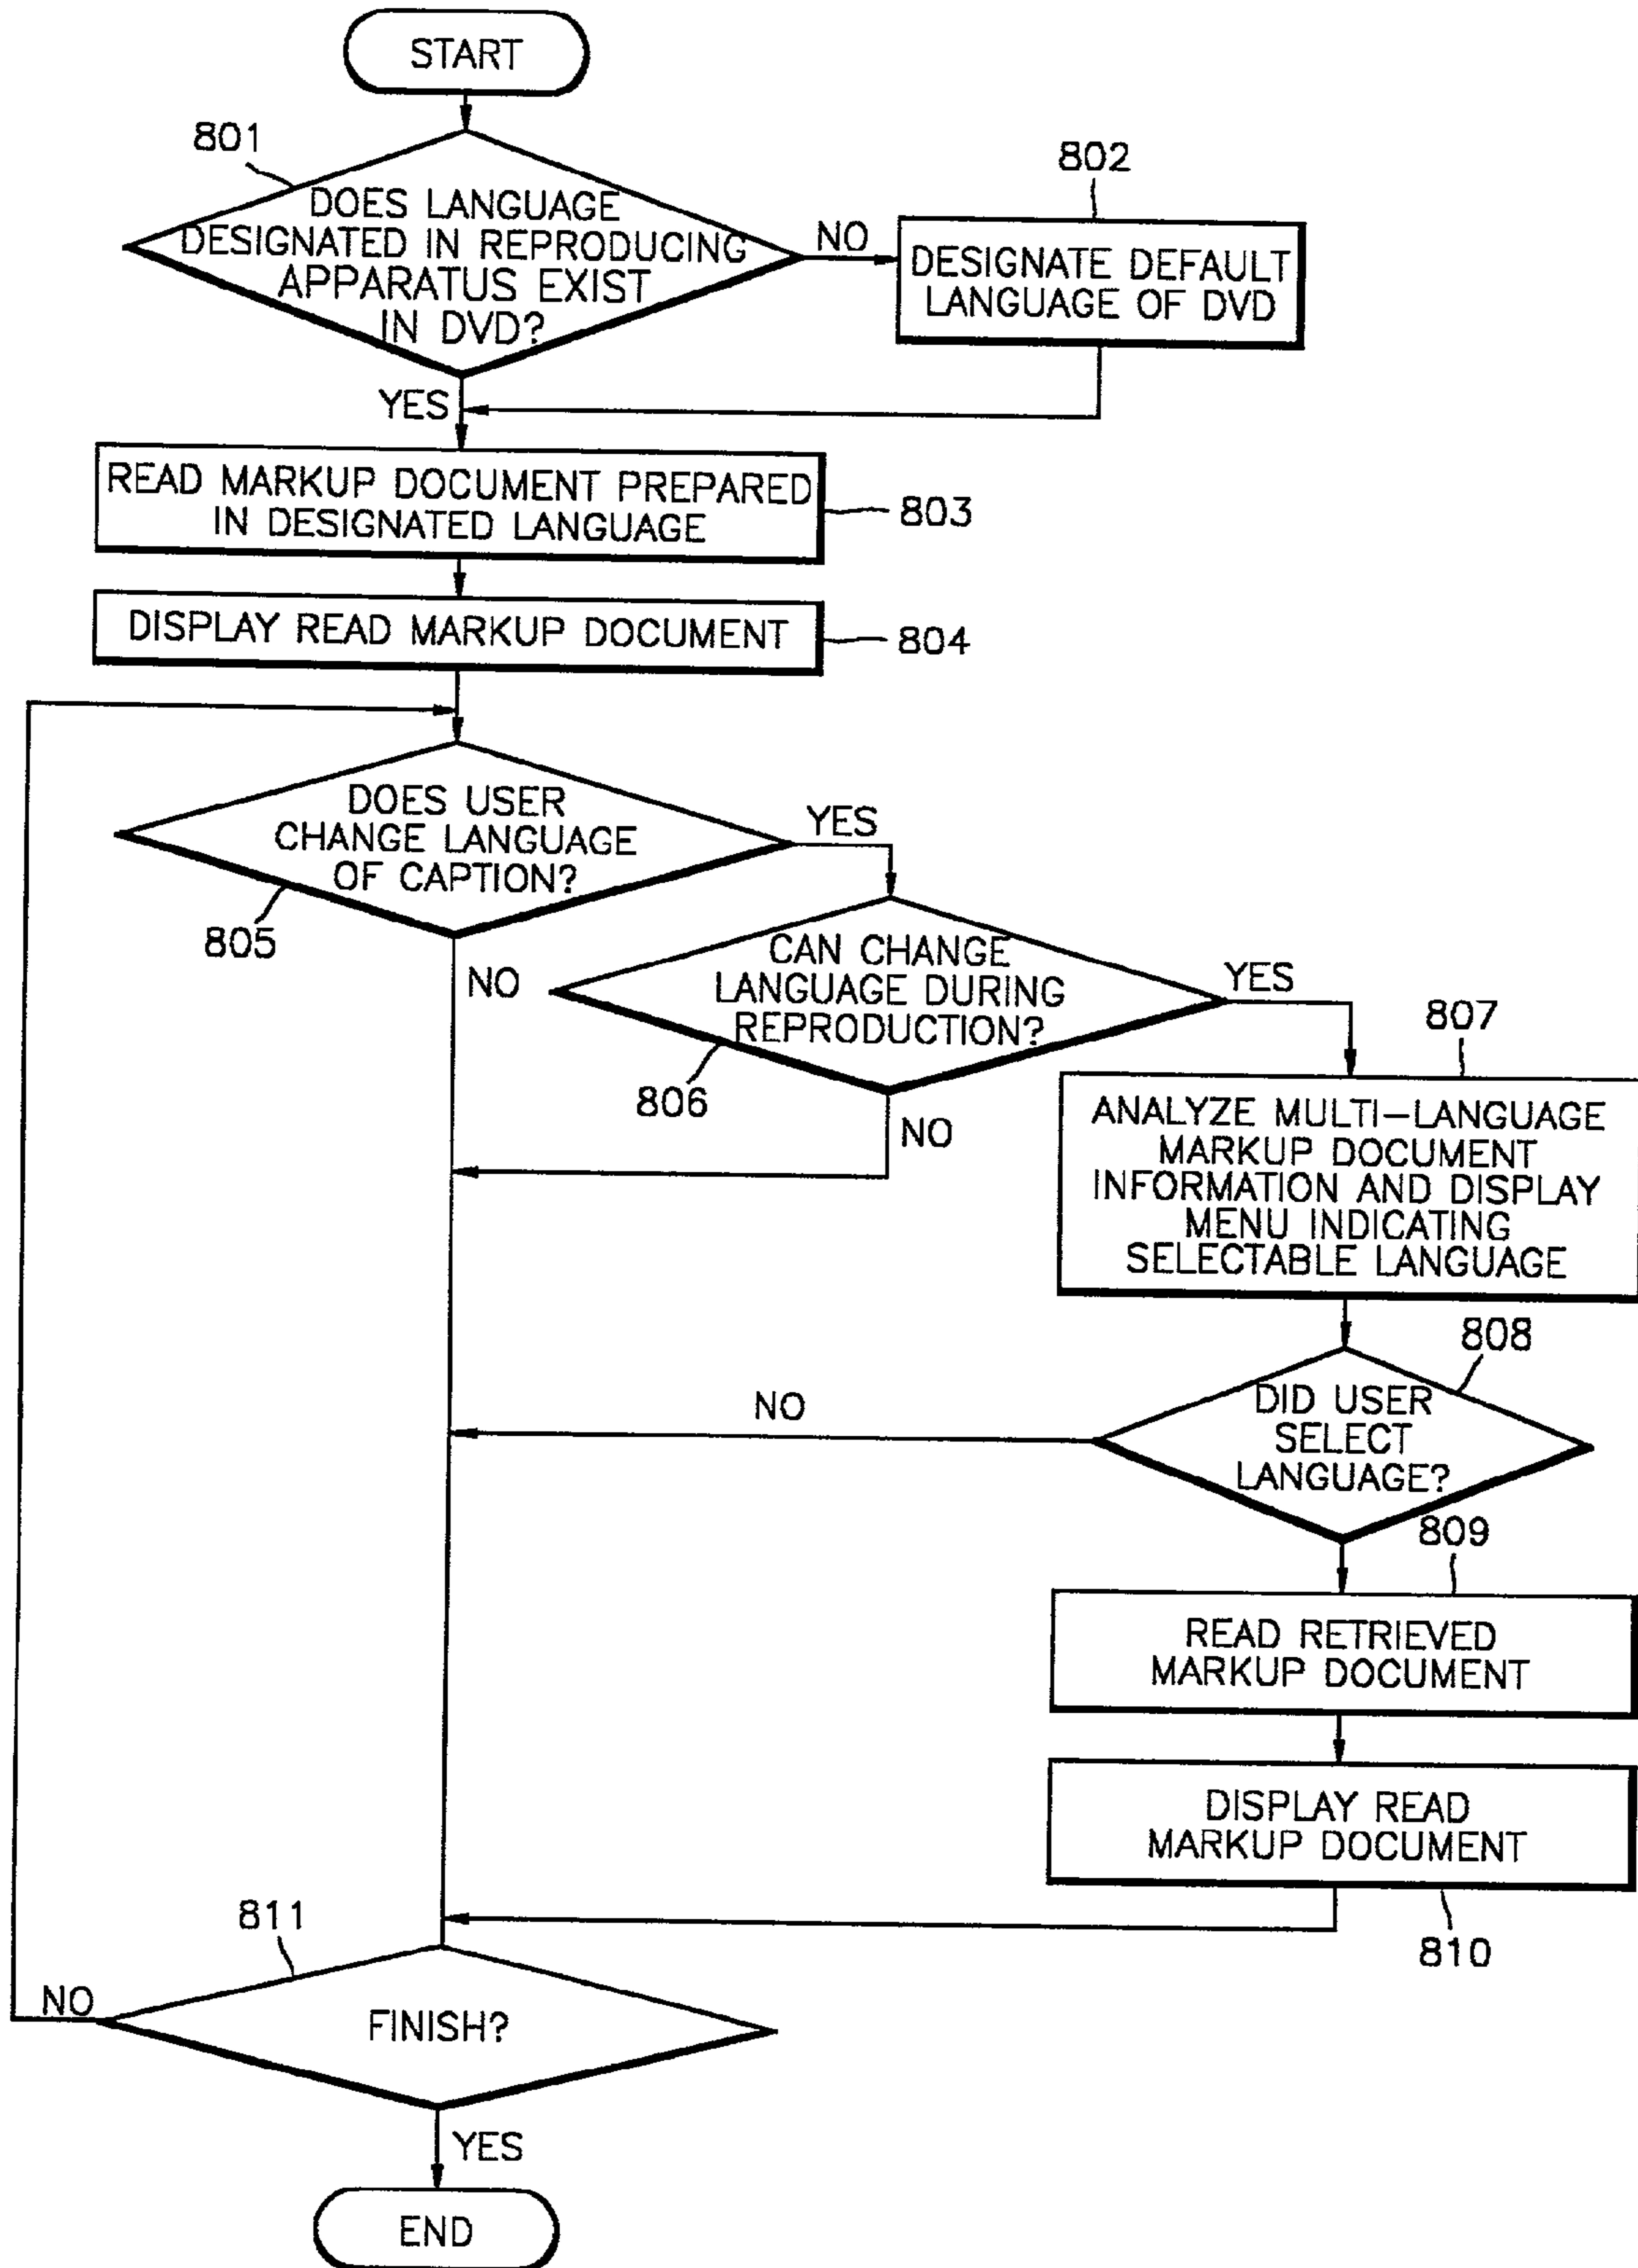 START
801
DOES LANGUAGE
DESIGNATED IN REPRODUCING
APPARATUS EXIST
IN DVD?
NO
802
DESIGNATE DEFAULT
LANGUAGE OF DVD
YES
READ MARKUP DOCUMENT PREPARED
IN DESIGNATED LANGUAGE
803
DISPLAY READ MARKUP DOCUMENT
804
DOES USER
CHANGE LANGUAGE
OF CAPTION?
805
YES
NO
CAN CHANGE
LANGUAGE DURING
REPRODUCTION?
806
YES
NO
807
ANALYZE MULTI-LANGUAGE
MARKUP DOCUMENT
INFORMATION AND DISPLAY
MENU INDICATING
SELECTABLE LANGUAGE
808
DID USER
SELECT
LANGUAGE?
NO
809
READ RETRIEVED
MARKUP DOCUMENT
DISPLAY READ
MARKUP DOCUMENT
810
811
FINISH?
NO
YES
END